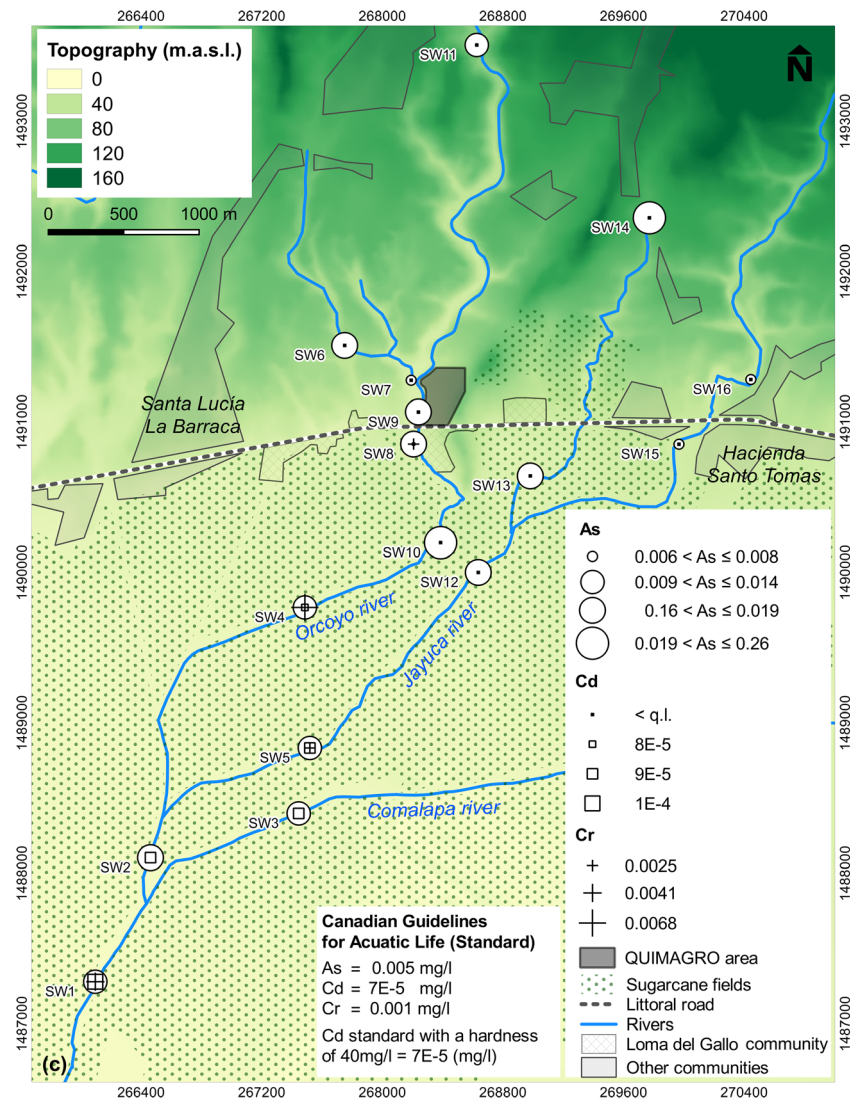 266400 267200 268000 268800 269600 270400
Topography (m.a.s.l.)
0
40
80
120
160
0 500 1000 m
N
SW11
SW14
SW6
SW7
SW16
SW9
SW8
SW15
SW13
SW10
SW12
SW4
SW5
SW3
SW2
SW1
Santa Lucía
La Barraca
Hacienda
Santo Tomas
Orcoyo river
Jayuca river
Comalapa river
1493000
1492000
1491000
1490000
1489000
1488000
1487000
1493000
1492000
1491000
1490000
1489000
1488000
1487000
As
0.006 < As ≤ 0.008
0.009 < As ≤ 0.014
0.16 < As ≤ 0.019
0.019 < As ≤ 0.26
Cd
< q.l.
8E-5
9E-5
1E-4
Cr
0.0025
0.0041
0.0068
QUIMAGRO area
Sugarcane fields
Littoral road
Rivers
Loma del Gallo community
Other communities
Canadian Guidelines
for Acuatic Life (Standard)
As = 0.005 mg/l
Cd = 7E-5 mg/l
Cr = 0.001 mg/l
Cd standard with a hardness
of 40mg/l = 7E-5 (mg/l)
(c)
266400 267200 268000 268800 269600 270400